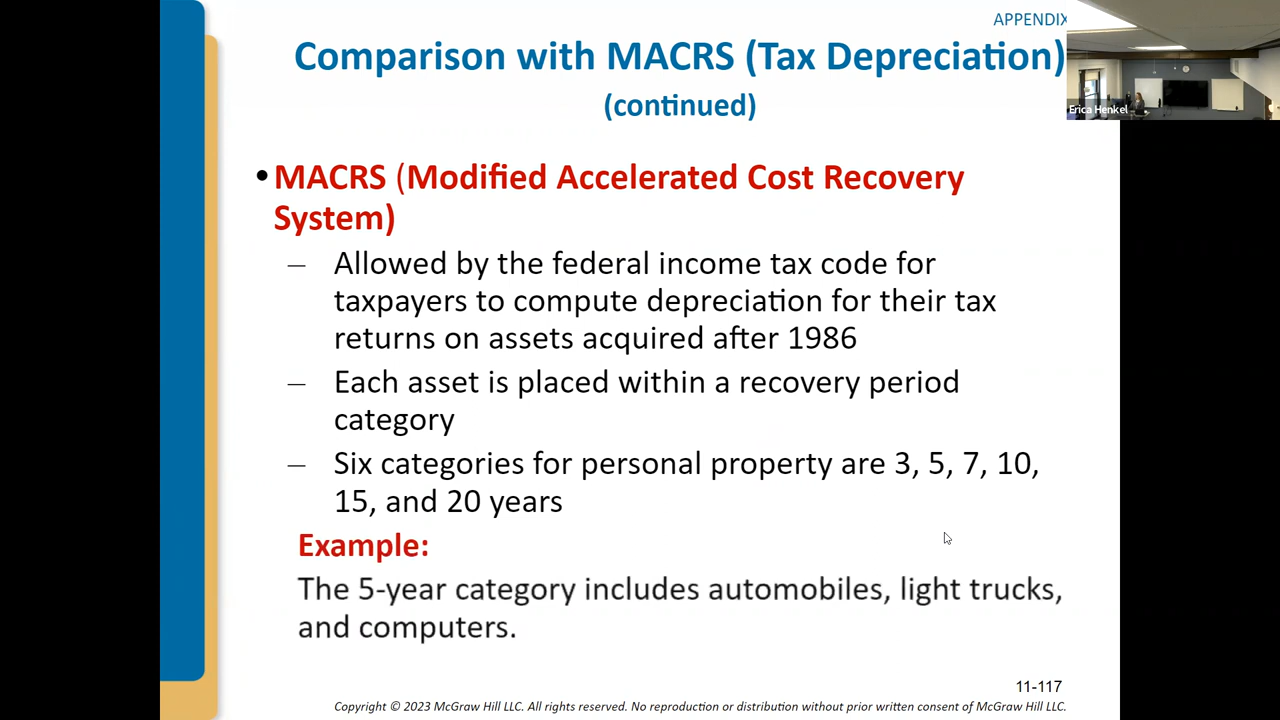 APPENDIX
Comparison with MACRS (Tax Depreciation)
(continued)
Erica Henkel
• MACRS (Modified Accelerated Cost Recovery
System)
– Allowed by the federal income tax code for
taxpayers to compute depreciation for their tax
returns on assets acquired after 1986
– Each asset is placed within a recovery period
category
– Six categories for personal property are 3, 5, 7, 10,
15, and 20 years
Example:
The 5-year category includes automobiles, light trucks,
and computers.
11-117
Copyright © 2023 McGraw Hill LLC. All rights reserved. No reproduction or distribution without prior written consent of McGraw Hill LLC.